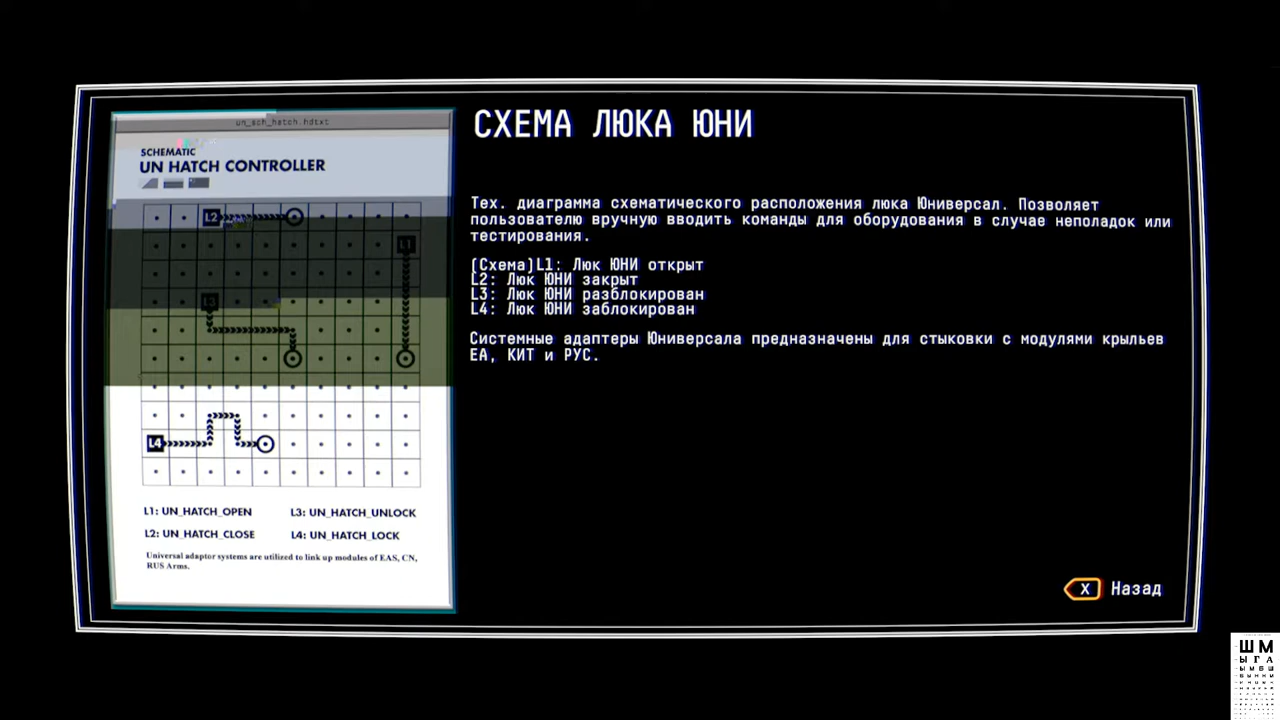 un_sch_hatch.hdtxt
SCHEMATIC
UN HATCH CONTROLLER
L2
L1
L3
L4
L1: UN_HATCH_OPEN
L3: UN_HATCH_UNLOCK
L2: UN_HATCH_CLOSE
L4: UN_HATCH_LOCK
Universal adaptor systems are utilized to link up modules of EAS, CN,
RUS Arms.
СХЕМА ЛЮКА ЮНИ
Тех. диаграмма схематического расположения люка Юниверсал. Позволяет
пользователю вручную вводить команды для оборудования в случае неполадок или
тестирования.
(Схема)L1: Люк ЮНИ открыт
L2: Люк ЮНИ закрыт
L3: Люк ЮНИ разблокирован
L4: Люк ЮНИ заблокирован
Системные адаптеры Юниверсала предназначены для стыковки с модулями крыльев
ЕА, КИТ и РУС.
X Назад
Ш М
Ы Г А